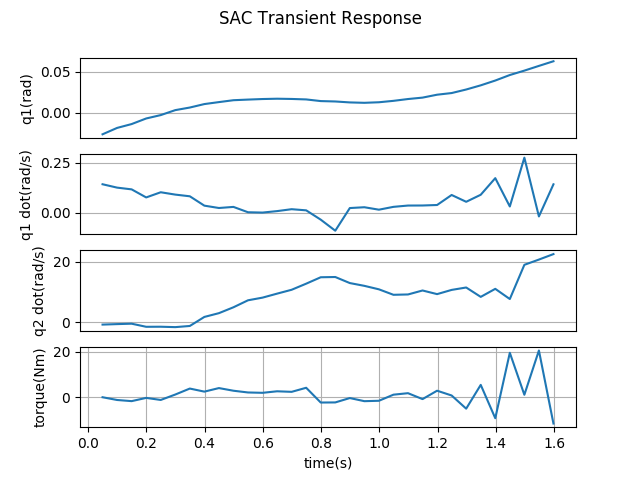 SAC Transient Response
q1(rad)
0.05
0.00
q1 dot(rad/s)
0.25
0.00
q2 dot(rad/s)
20
0
torque(Nm)
20
0
0.0 0.2 0.4 0.6 0.8 1.0 1.2 1.4 1.6
time(s)